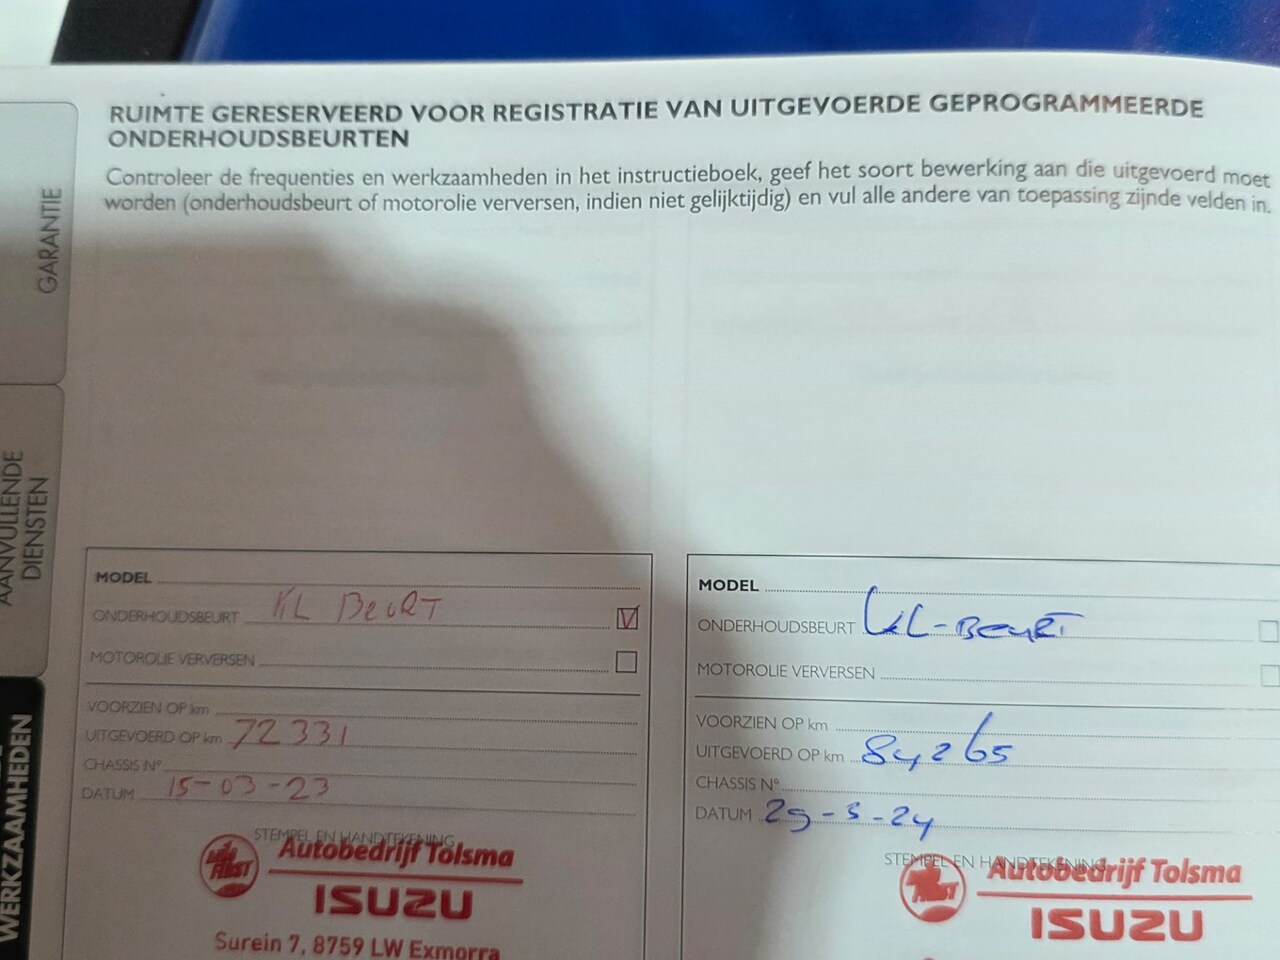 RUIMTE GERESERVEERD VOOR REGISTRATIE VAN UITGEVOERDE GEPROGRAMMEERDE
ONDERHOUDSBEURTEN
Controleer de frequenties en werkzaamheden in het instructieboek, geef het soort bewerking aan die uitgevoerd moet
worden (onderhoudsbeurt of motorolie verversen, indien niet gelijktijdig) en vul alle andere van toepassing zijnde velden in.
GARANTIE
AANVULLENDE
DIENSTEN
WERKZAAMHEDEN
MODEL
ONDERHOUDSBEURT KL BEURT
MOTOROLIE VERVERSEN
VOORZIEN OP km
UITGEVOERD OP km 72331
CHASSIS N°
DATUM 15-03-23
STEMPEL EN HANDTEKENING
Autobedrijf Tolsma
ISUZU
Surein 7, 8759 LW Exmorra
MODEL
ONDERHOUDSBEURT KL-BEURT
MOTOROLIE VERVERSEN
VOORZIEN OP km
UITGEVOERD OP km 84265
CHASSIS N°
DATUM 29-3-24
STEMPEL EN HANDTEKENING
Autobedrijf Tolsma
ISUZU